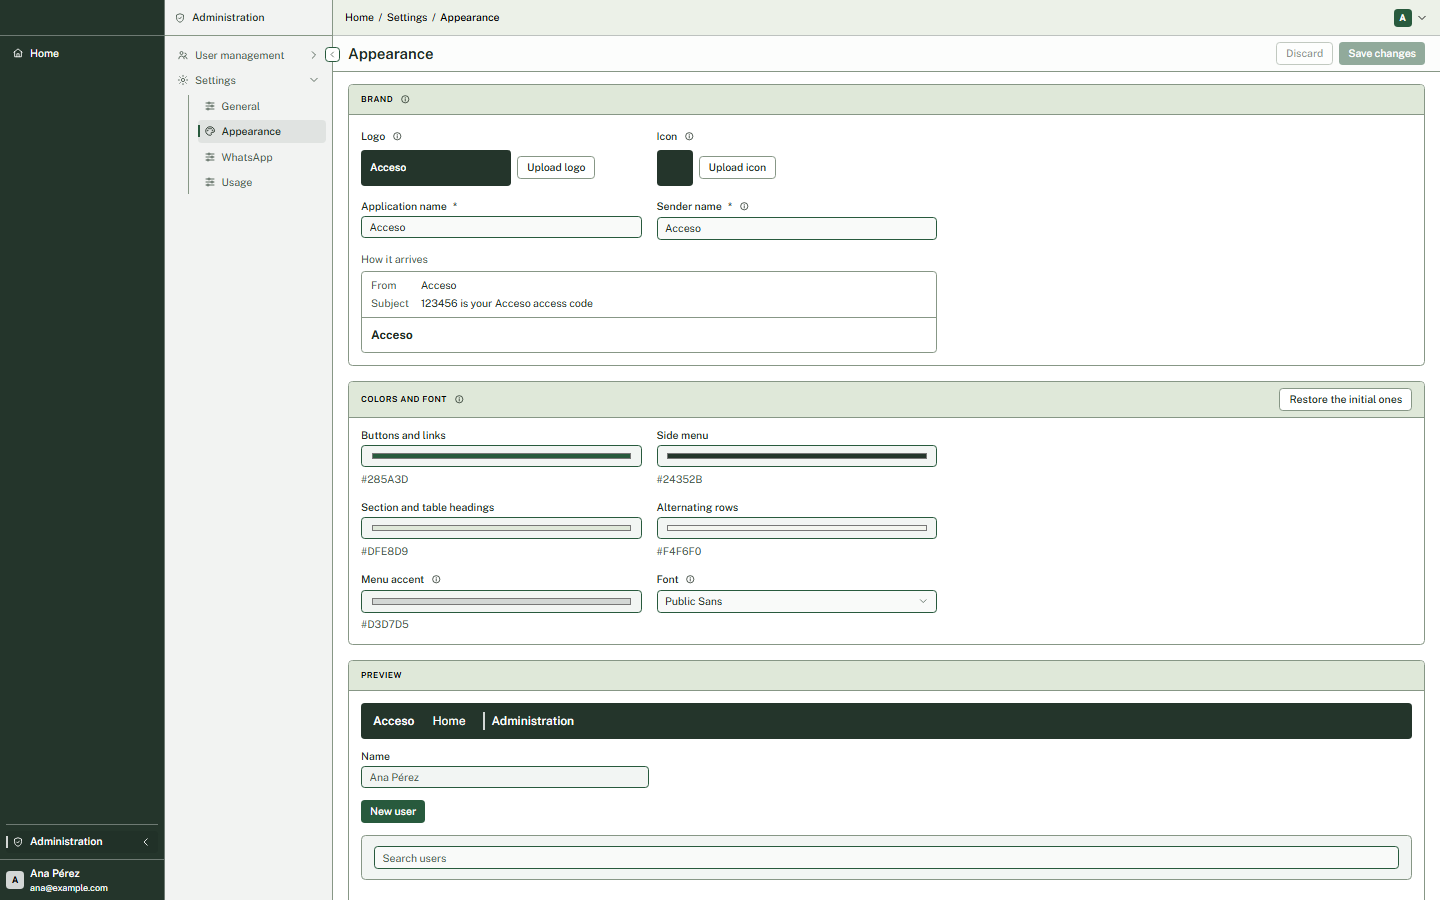 Administration
Home / Settings / Appearance
A
Home
User management
Settings
General
Appearance
WhatsApp
Usage
Administration
Ana Pérez
A
ana@example.com
Appearance
Discard
Save changes
BRAND
Logo
Icon
Acceso
Upload logo
Upload icon
Application name *
Sender name *
Acceso
Acceso
How it arrives
From Acceso
Subject 123456 is your Acceso access code
Acceso
COLORS AND FONT
Restore the initial ones
Buttons and links
Side menu
#285A3D
#24352B
Section and table headings
Alternating rows
#DFE8D9
#F4F6F0
Menu accent
Font
Public Sans
#D3D7D5
PREVIEW
Acceso Home Administration
Name
Ana Pérez
New user
Search users